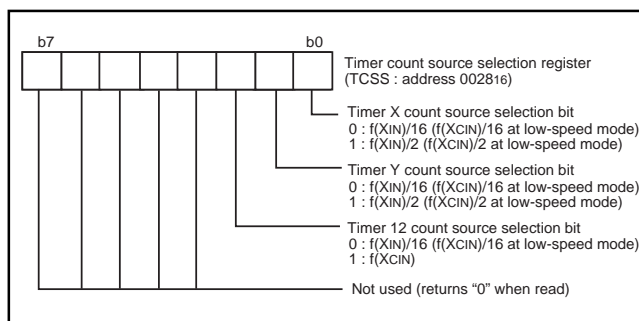 b7 b0
Timer count source selection register
(TCSS : address 002816)
Timer X count source selection bit
0 : f(XIN)/16 (f(XCIN)/16 at low-speed mode)
1 : f(XIN)/2 (f(XCIN)/2 at low-speed mode)
Timer Y count source selection bit
0 : f(XIN)/16 (f(XCIN)/16 at low-speed mode)
1 : f(XIN)/2 (f(XCIN)/2 at low-speed mode)
Timer 12 count source selection bit
0 : f(XIN)/16 (f(XCIN)/16 at low-speed mode)
1 : f(XCIN)
Not used (returns “0” when read)